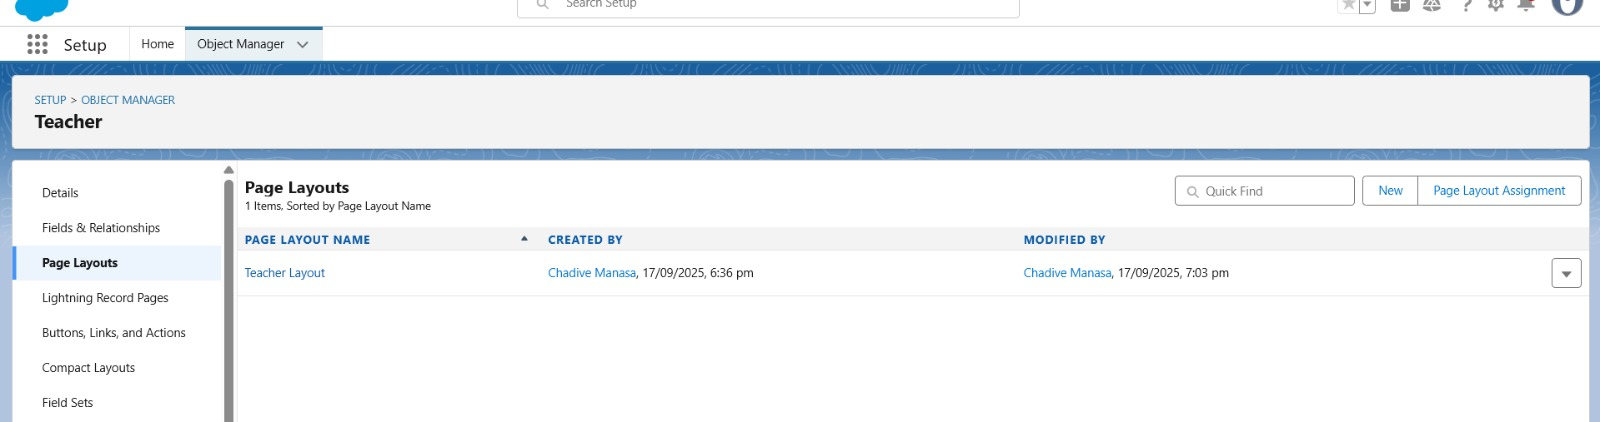 Search Setup
Setup Home Object Manager
SETUP > OBJECT MANAGER
Teacher
Details
Fields & Relationships
Page Layouts
Lightning Record Pages
Buttons, Links, and Actions
Compact Layouts
Field Sets
Page Layouts
1 Items, Sorted by Page Layout Name
Quick Find New Page Layout Assignment
PAGE LAYOUT NAME CREATED BY MODIFIED BY
Teacher Layout Chadive Manasa, 17/09/2025, 6:36 pm Chadive Manasa, 17/09/2025, 7:03 pm